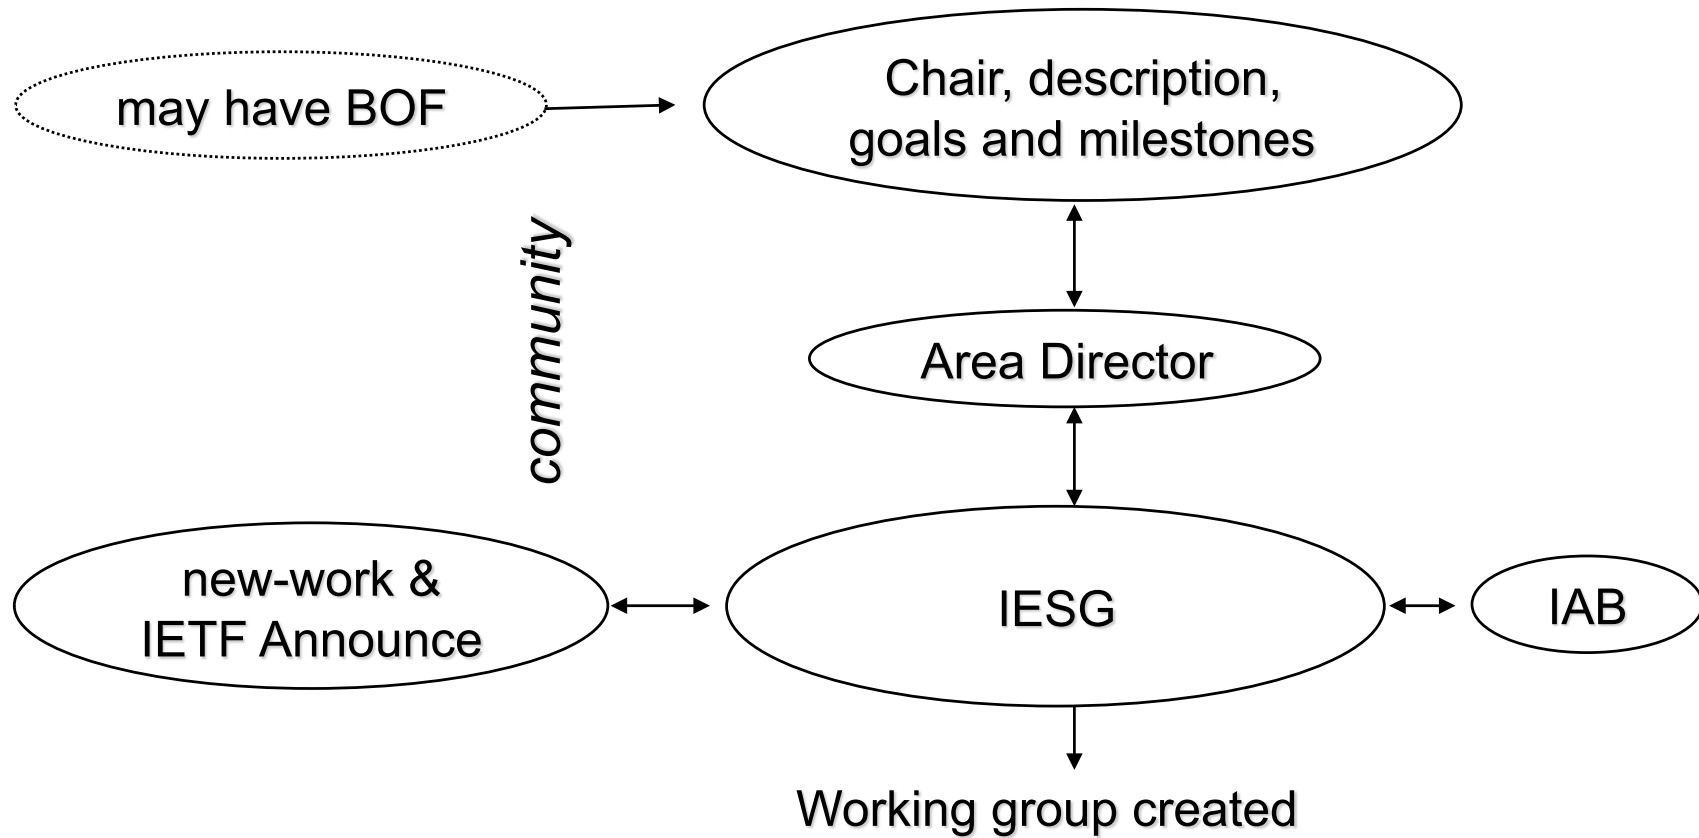 may have BOF
Chair, description,
goals and milestones
community
Area Director
new-work &
IETF Announce
IESG
IAB
Working group created